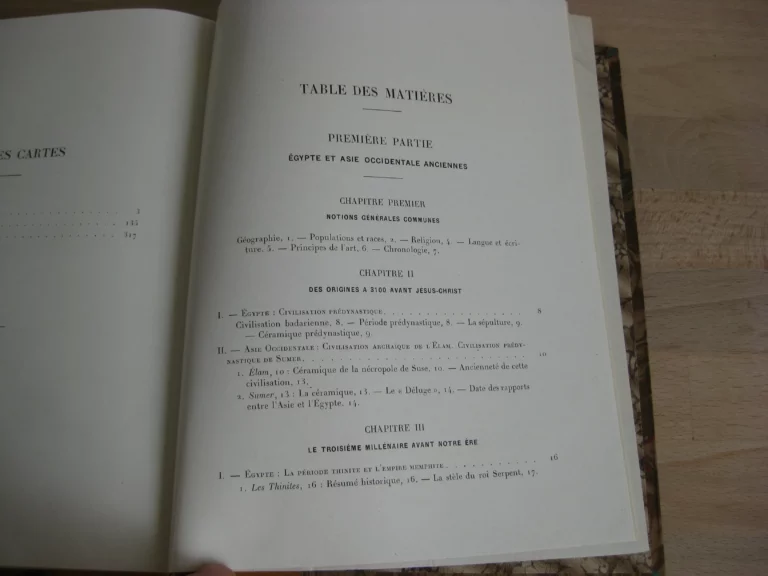 ES CARTES
3
135
327
TABLE DES MATIÈRES
PREMIÈRE PARTIE
ÉGYPTE ET ASIE OCCIDENTALE ANCIENNES
CHAPITRE PREMIER
NOTIONS GÉNÉRALES COMMUNES
Géographie, 1. — Populations et races, 2. — Religion, 4. — Langue et écri-
ture, 5. — Principes de l'art, 6. — Chronologie, 7.
CHAPITRE II
DES ORIGINES A 3100 AVANT JÉSUS-CHRIST
I. — Égypte : Civilisation prédynastique . . . . . . . . . . . . . . . . 8
Civilisation badarienne, 8. — Période prédynastique, 8. — La sépulture, 9.
— Céramique prédynastique, 9.
II. — Asie Occidentale : Civilisation archaïque de l'Élam. Civilisation prédy-
nastique de Sumer . . . . . . . . . . . . . . . . . . . . . 10
1. Élam, 10 : Céramique de la nécropole de Suse, 10. — Ancienneté de cette
civilisation, 13.
2. Sumer, 13 : La céramique, 13. — Le « Déluge », 14. — Date des rapports
entre l'Asie et l'Égypte, 14.
CHAPITRE III
LE TROISIÈME MILLÉNAIRE AVANT NOTRE ÈRE
I. — Égypte : La période thinite et l'empire memphite . . . . . . . . . . 16
1. Les Thinites, 16 : Résumé historique, 16. — La stèle du roi Serpent, 17.